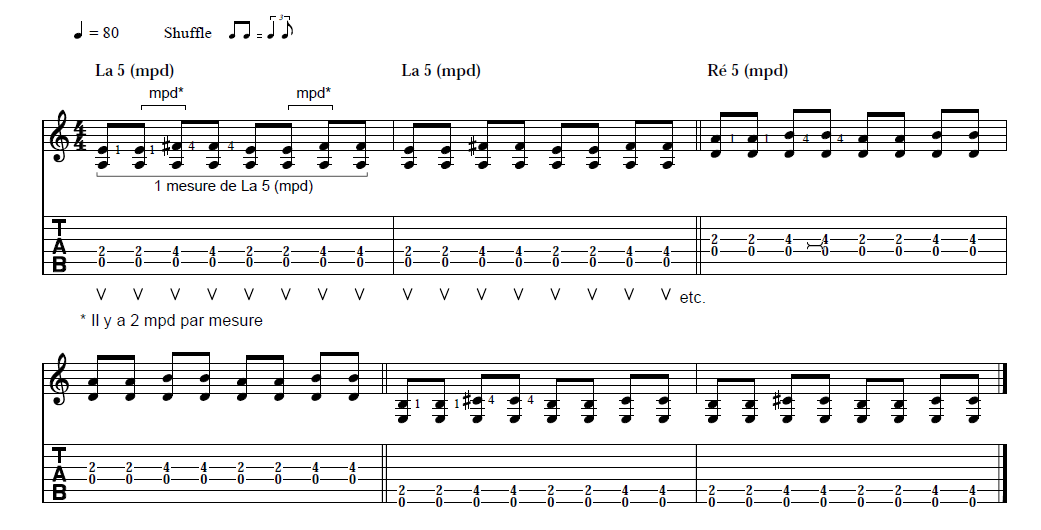 = 80 Shuffle = 3
La 5 (mpd) La 5 (mpd) Ré 5 (mpd)
mpd* mpd*
4 4 1 1 4 4 1 1 4 4
1 mesure de La 5 (mpd)
T A B
2 2 4 4 2 2 4 4 2 2 4 4 2 2 4 4 2 2 4 4 2 2 4 4
0 0 0 0 0 0 0 0 0 0 0 0 0 0 0 0 0 0 0 0 0 0 0 0
V V V V V V V V V V V V V V V V etc.
* Il y a 2 mpd par mesure
1 1 4 4
T A B
2 2 4 4 2 2 4 4 2 2 4 4 2 2 4 4 2 2 4 4 2 2 4 4
0 0 0 0 0 0 0 0 0 0 0 0 0 0 0 0 0 0 0 0 0 0 0 0